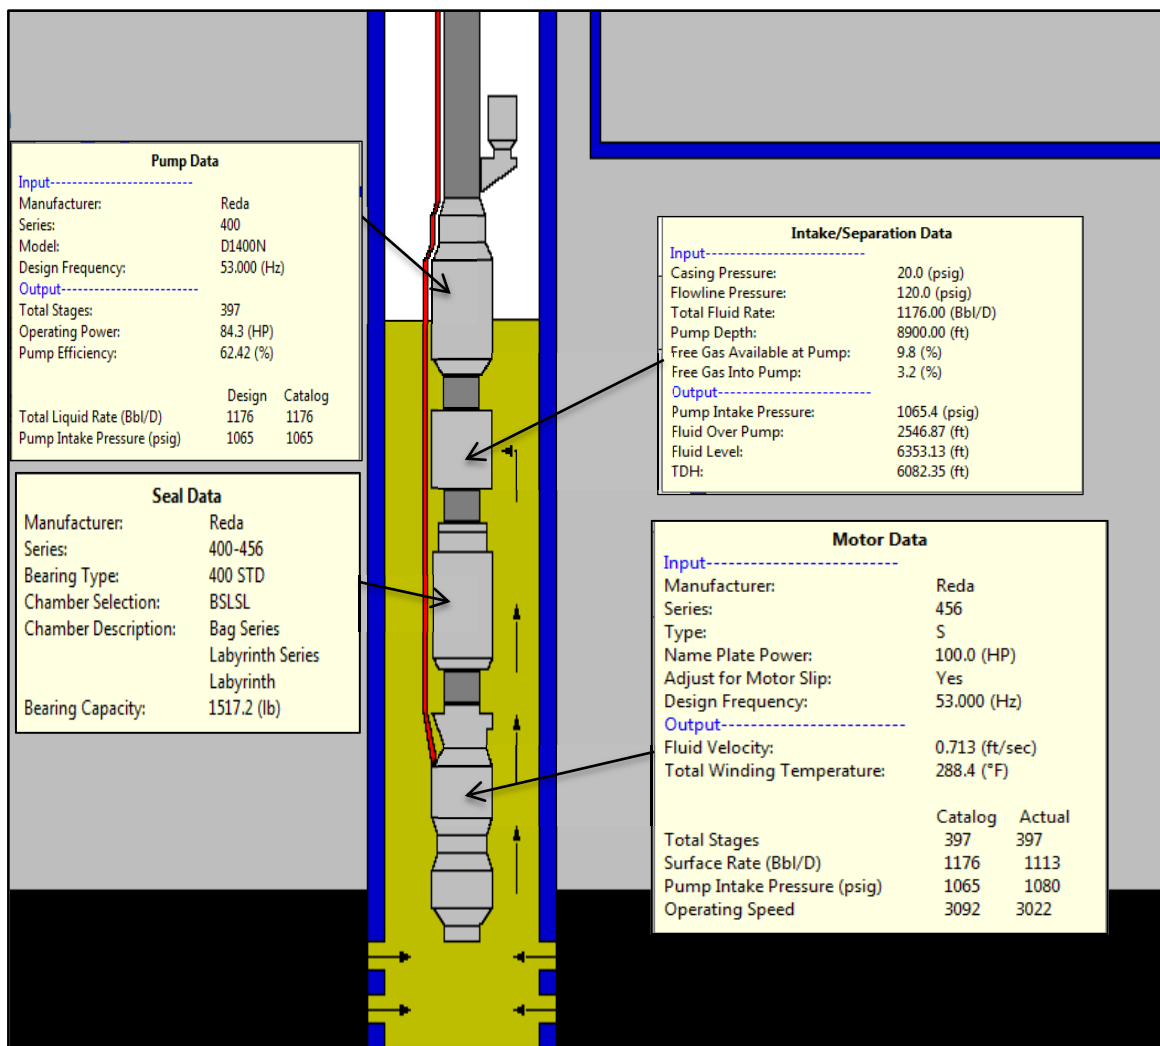 Pump Data
Input-------------------------
Manufacturer: Reda
Series: 400
Model: D1400N
Design Frequency: 53.000 (Hz)
Output-------------------------
Total Stages: 397
Operating Power: 84.3 (HP)
Pump Efficiency: 62.42 (%)
Design Catalog
Total Liquid Rate (Bbl/D) 1176 1176
Pump Intake Pressure (psig) 1065 1065
Intake/Separation Data
Input-------------------------
Casing Pressure: 20.0 (psig)
Flowline Pressure: 120.0 (psig)
Total Fluid Rate: 1176.00 (Bbl/D)
Pump Depth: 8900.00 (ft)
Free Gas Available at Pump: 9.8 (%)
Free Gas Into Pump: 3.2 (%)
Output-------------------------
Pump Intake Pressure: 1065.4 (psig)
Fluid Over Pump: 2546.87 (ft)
Fluid Level: 6353.13 (ft)
TDH: 6082.35 (ft)
Seal Data
Manufacturer: Reda
Series: 400-456
Bearing Type: 400 STD
Chamber Selection: BSLSL
Chamber Description: Bag Series
Labyrinth Series
Labyrinth
Bearing Capacity: 1517.2 (lb)
Motor Data
Input-------------------------
Manufacturer: Reda
Series: 456
Type: S
Name Plate Power: 100.0 (HP)
Adjust for Motor Slip: Yes
Design Frequency: 53.000 (Hz)
Output-------------------------
Fluid Velocity: 0.713 (ft/sec)
Total Winding Temperature: 288.4 (°F)
Catalog Actual
Total Stages 397 397
Surface Rate (Bbl/D) 1176 1113
Pump Intake Pressure (psig) 1065 1080
Operating Speed 3092 3022